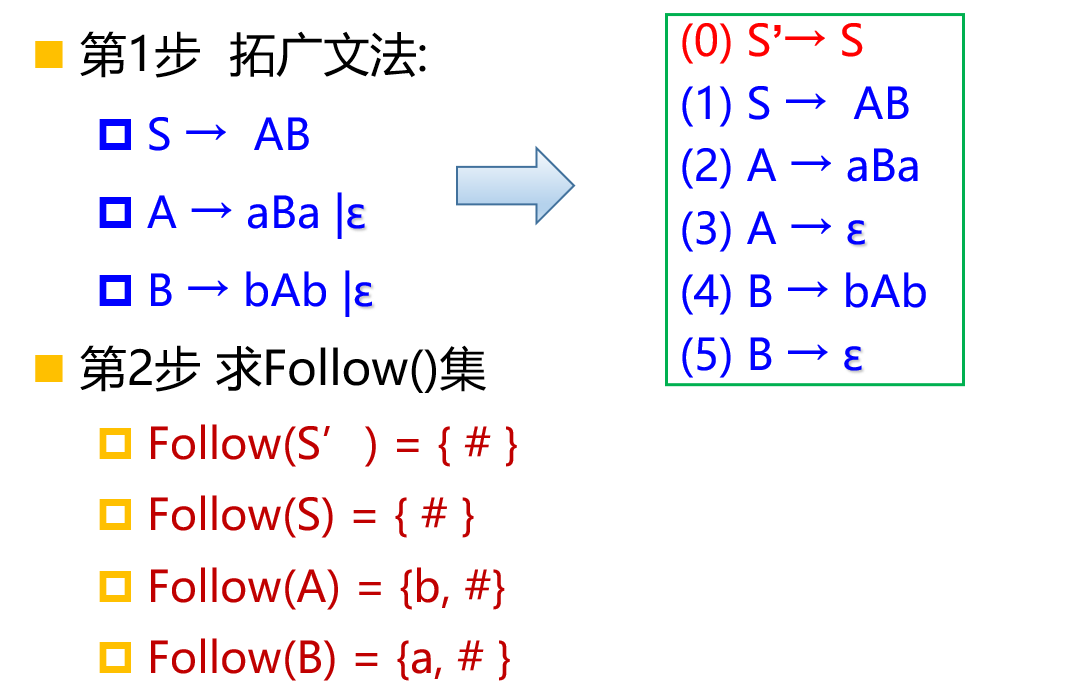 第1步 拓广文法:
S → AB
A → aBa |ε
B → bAb |ε
第2步 求Follow()集
Follow(S′ ) = { # }
Follow(S) = { # }
Follow(A) = {b, #}
Follow(B) = {a, # }
(0) S’→ S
(1) S → AB
(2) A → aBa
(3) A → ε
(4) B → bAb
(5) B → ε